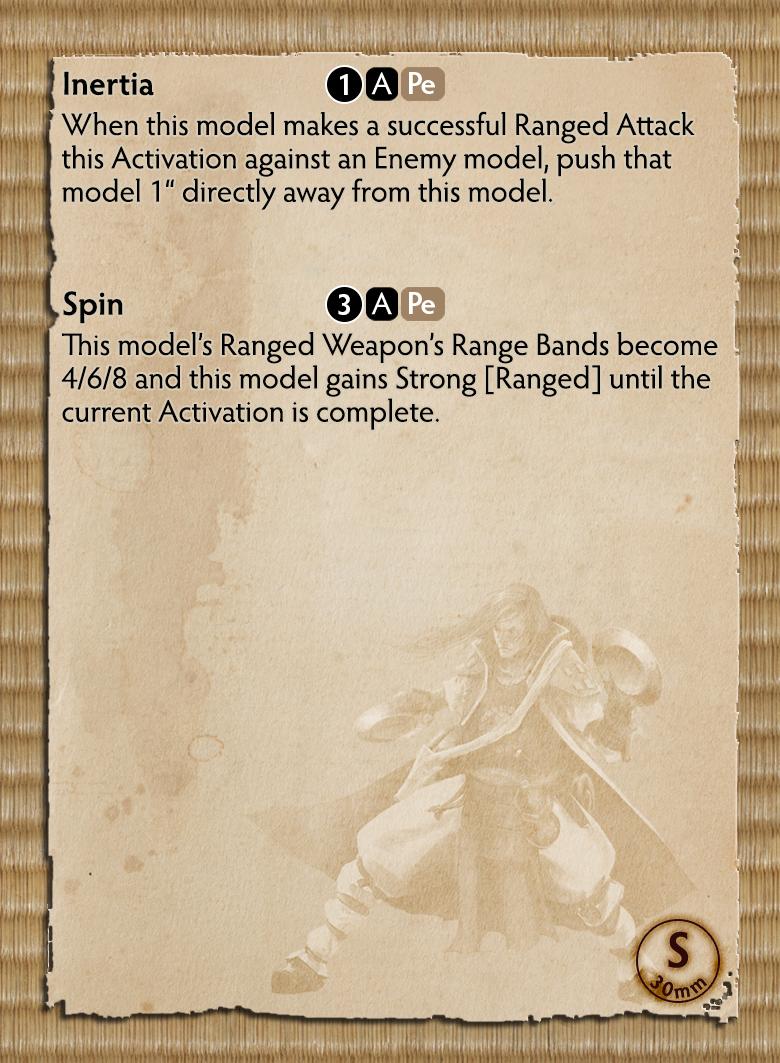 Inertia 1 A Pe
When this model makes a successful Ranged Attack
this Activation against an Enemy model, push that
model 1" directly away from this model.
Spin 3 A Pe
This model's Ranged Weapon's Range Bands become
4/6/8 and this model gains Strong [Ranged] until the
current Activation is complete.
S
30mm